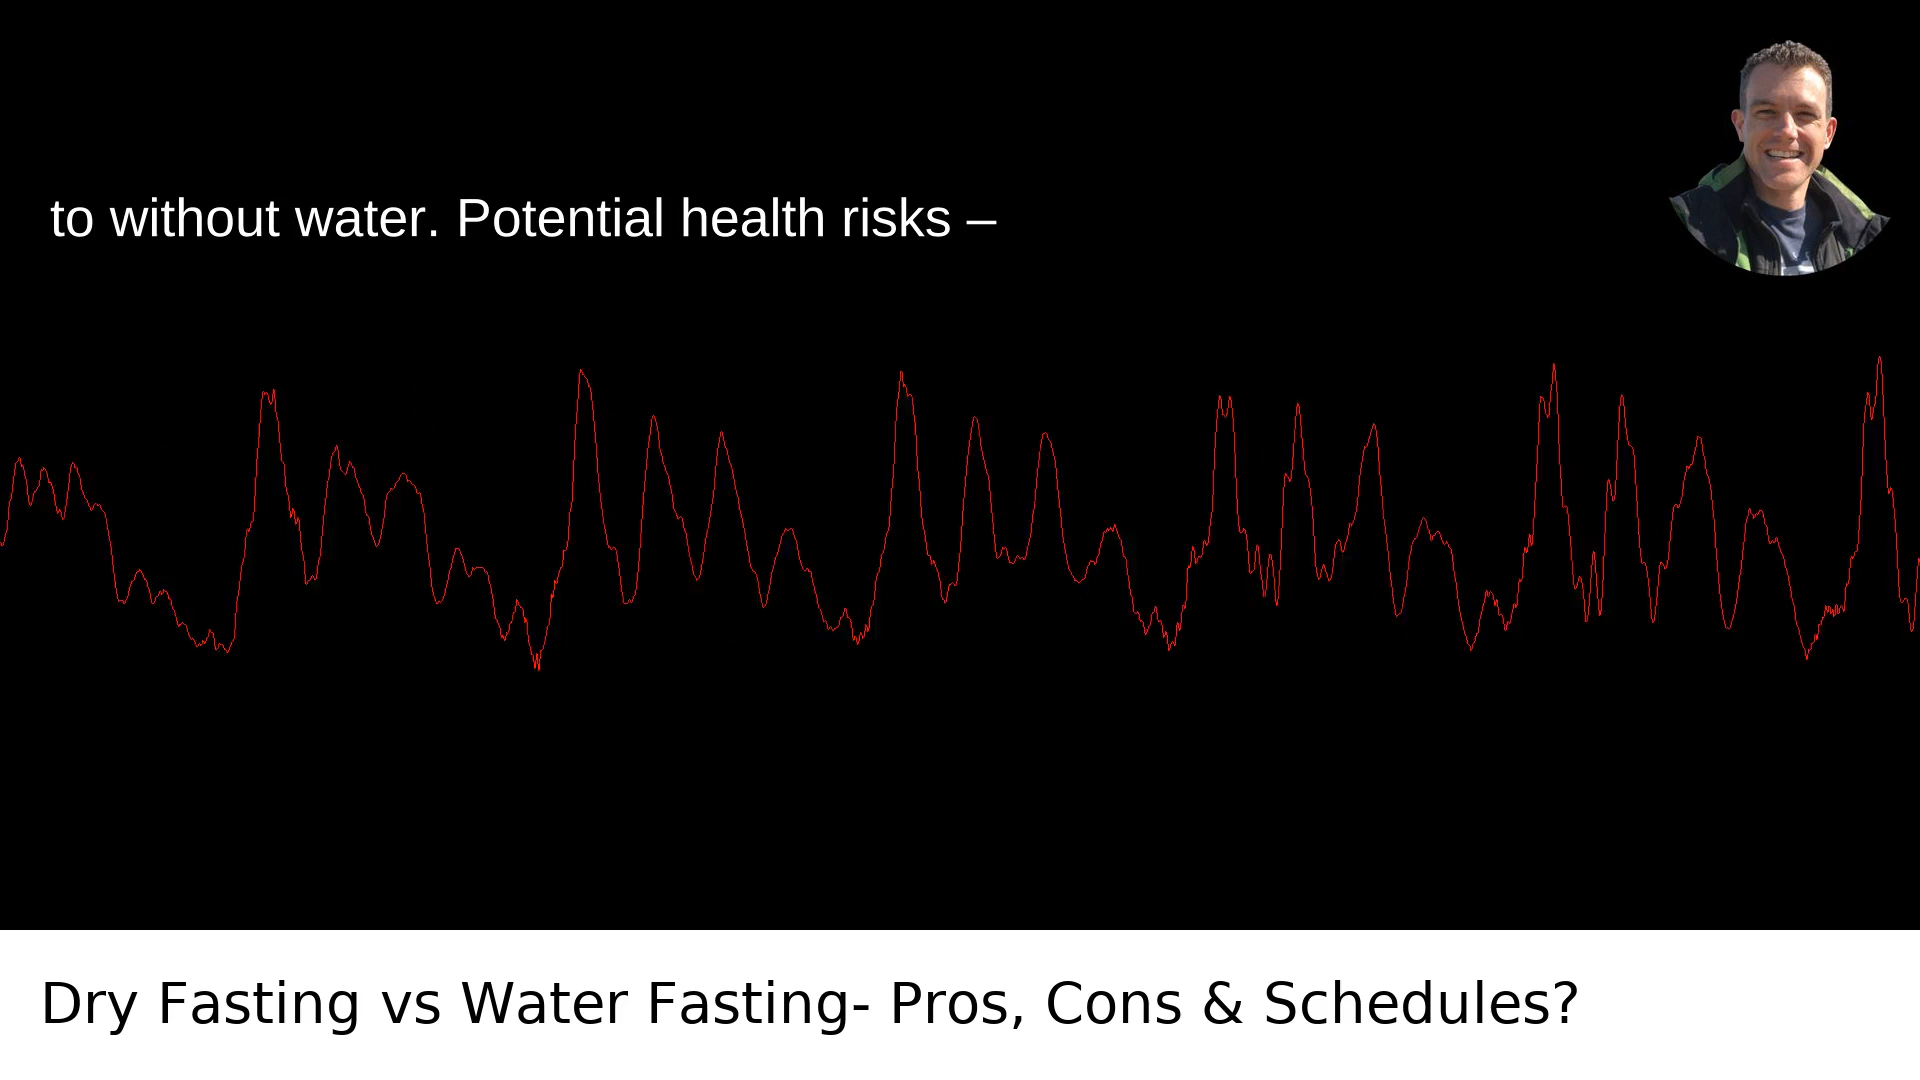 to without water. Potential health risks –
Dry Fasting vs Water Fasting- Pros, Cons & Schedules?